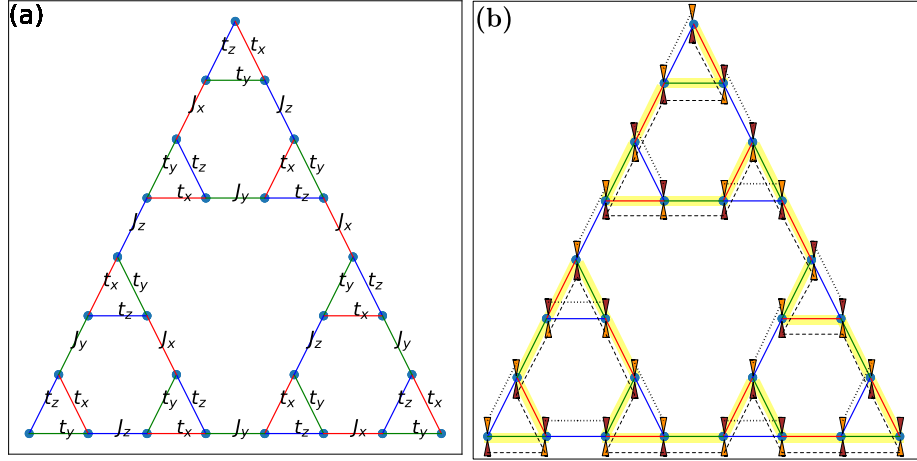 (a)
(b)
t_z t_x
t_y
J_x J_z
t_y t_z t_x t_y
t_x J_y t_z
J_z J_x
t_x t_y t_y t_z
t_z t_x
J_y J_x J_z J_y
t_z t_x t_y t_z t_x t_y t_z t_x
t_y J_z t_x J_y t_z J_x t_y